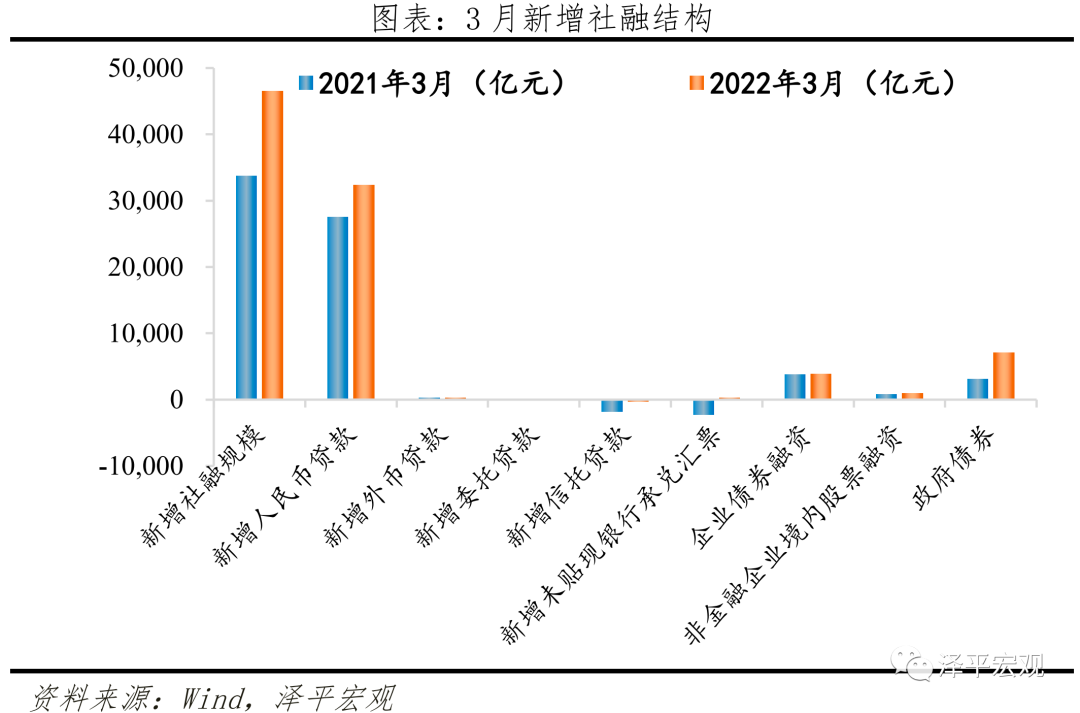 图表：3月新增社融结构
2021年3月（亿元）
2022年3月（亿元）
50,000
40,000
30,000
20,000
10,000
0
-10,000
新增社融规模
新增人民币贷款
新增外币贷款
新增委托贷款
新增信托贷款
新增未贴现银行承兑汇票
企业债券融资
非金融企业境内股票融资
政府债券
泽平宏观
资料来源：Wind，泽平宏观